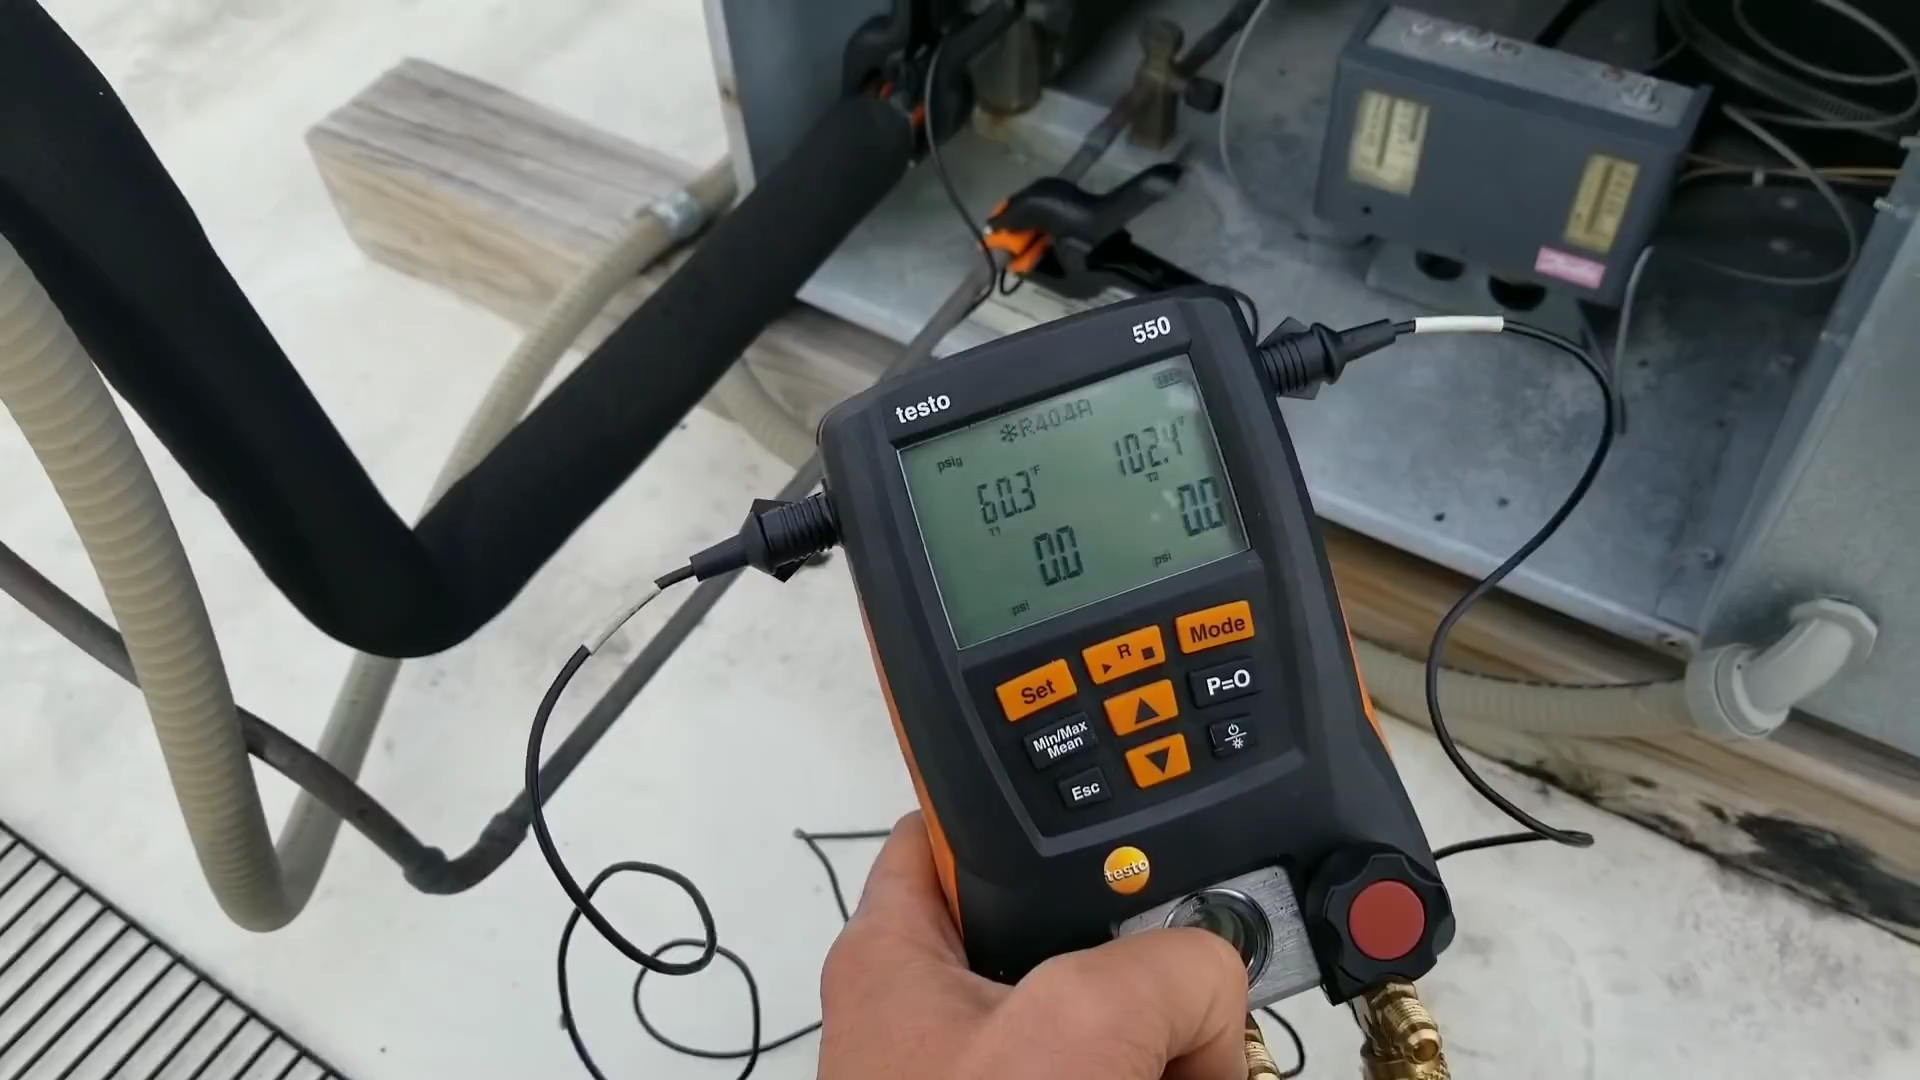 550
testo
R404A
psig
102.4°F
T2
60.3°F
T1
0.0
0.0
psi
psi
Set
R
Mode
P=O
Min/Max
Mean
Esc
testo